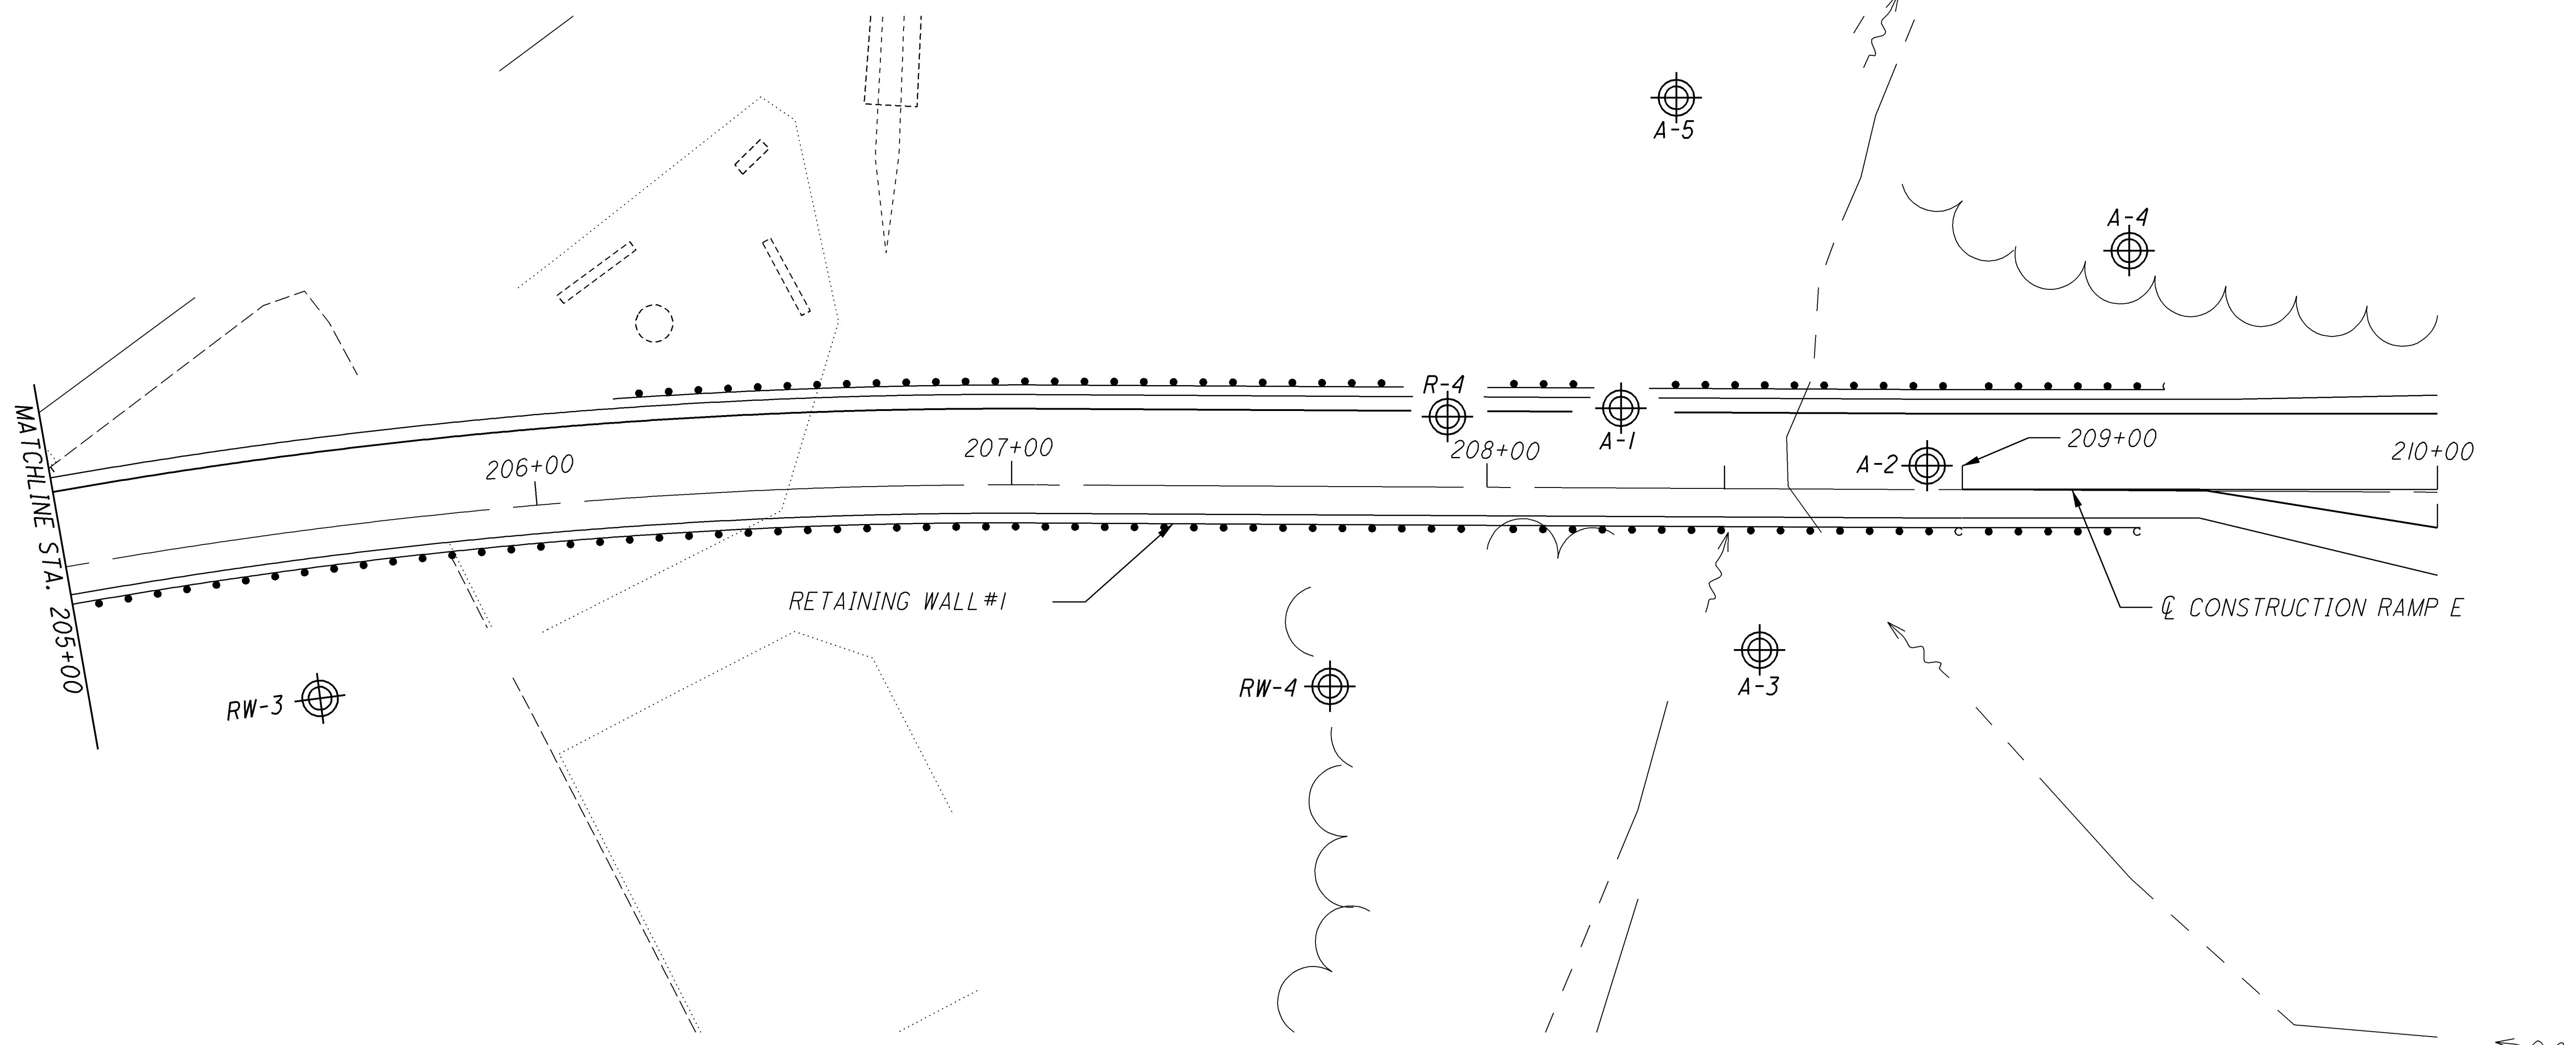 A-5
A-4
R-4
A-1
206+00
207+00
208+00
A-2
209+00
210+00
MATCHLINE STA. 205+00
RETAINING WALL #1
℄ CONSTRUCTION RAMP E
RW-3
RW-4
A-3